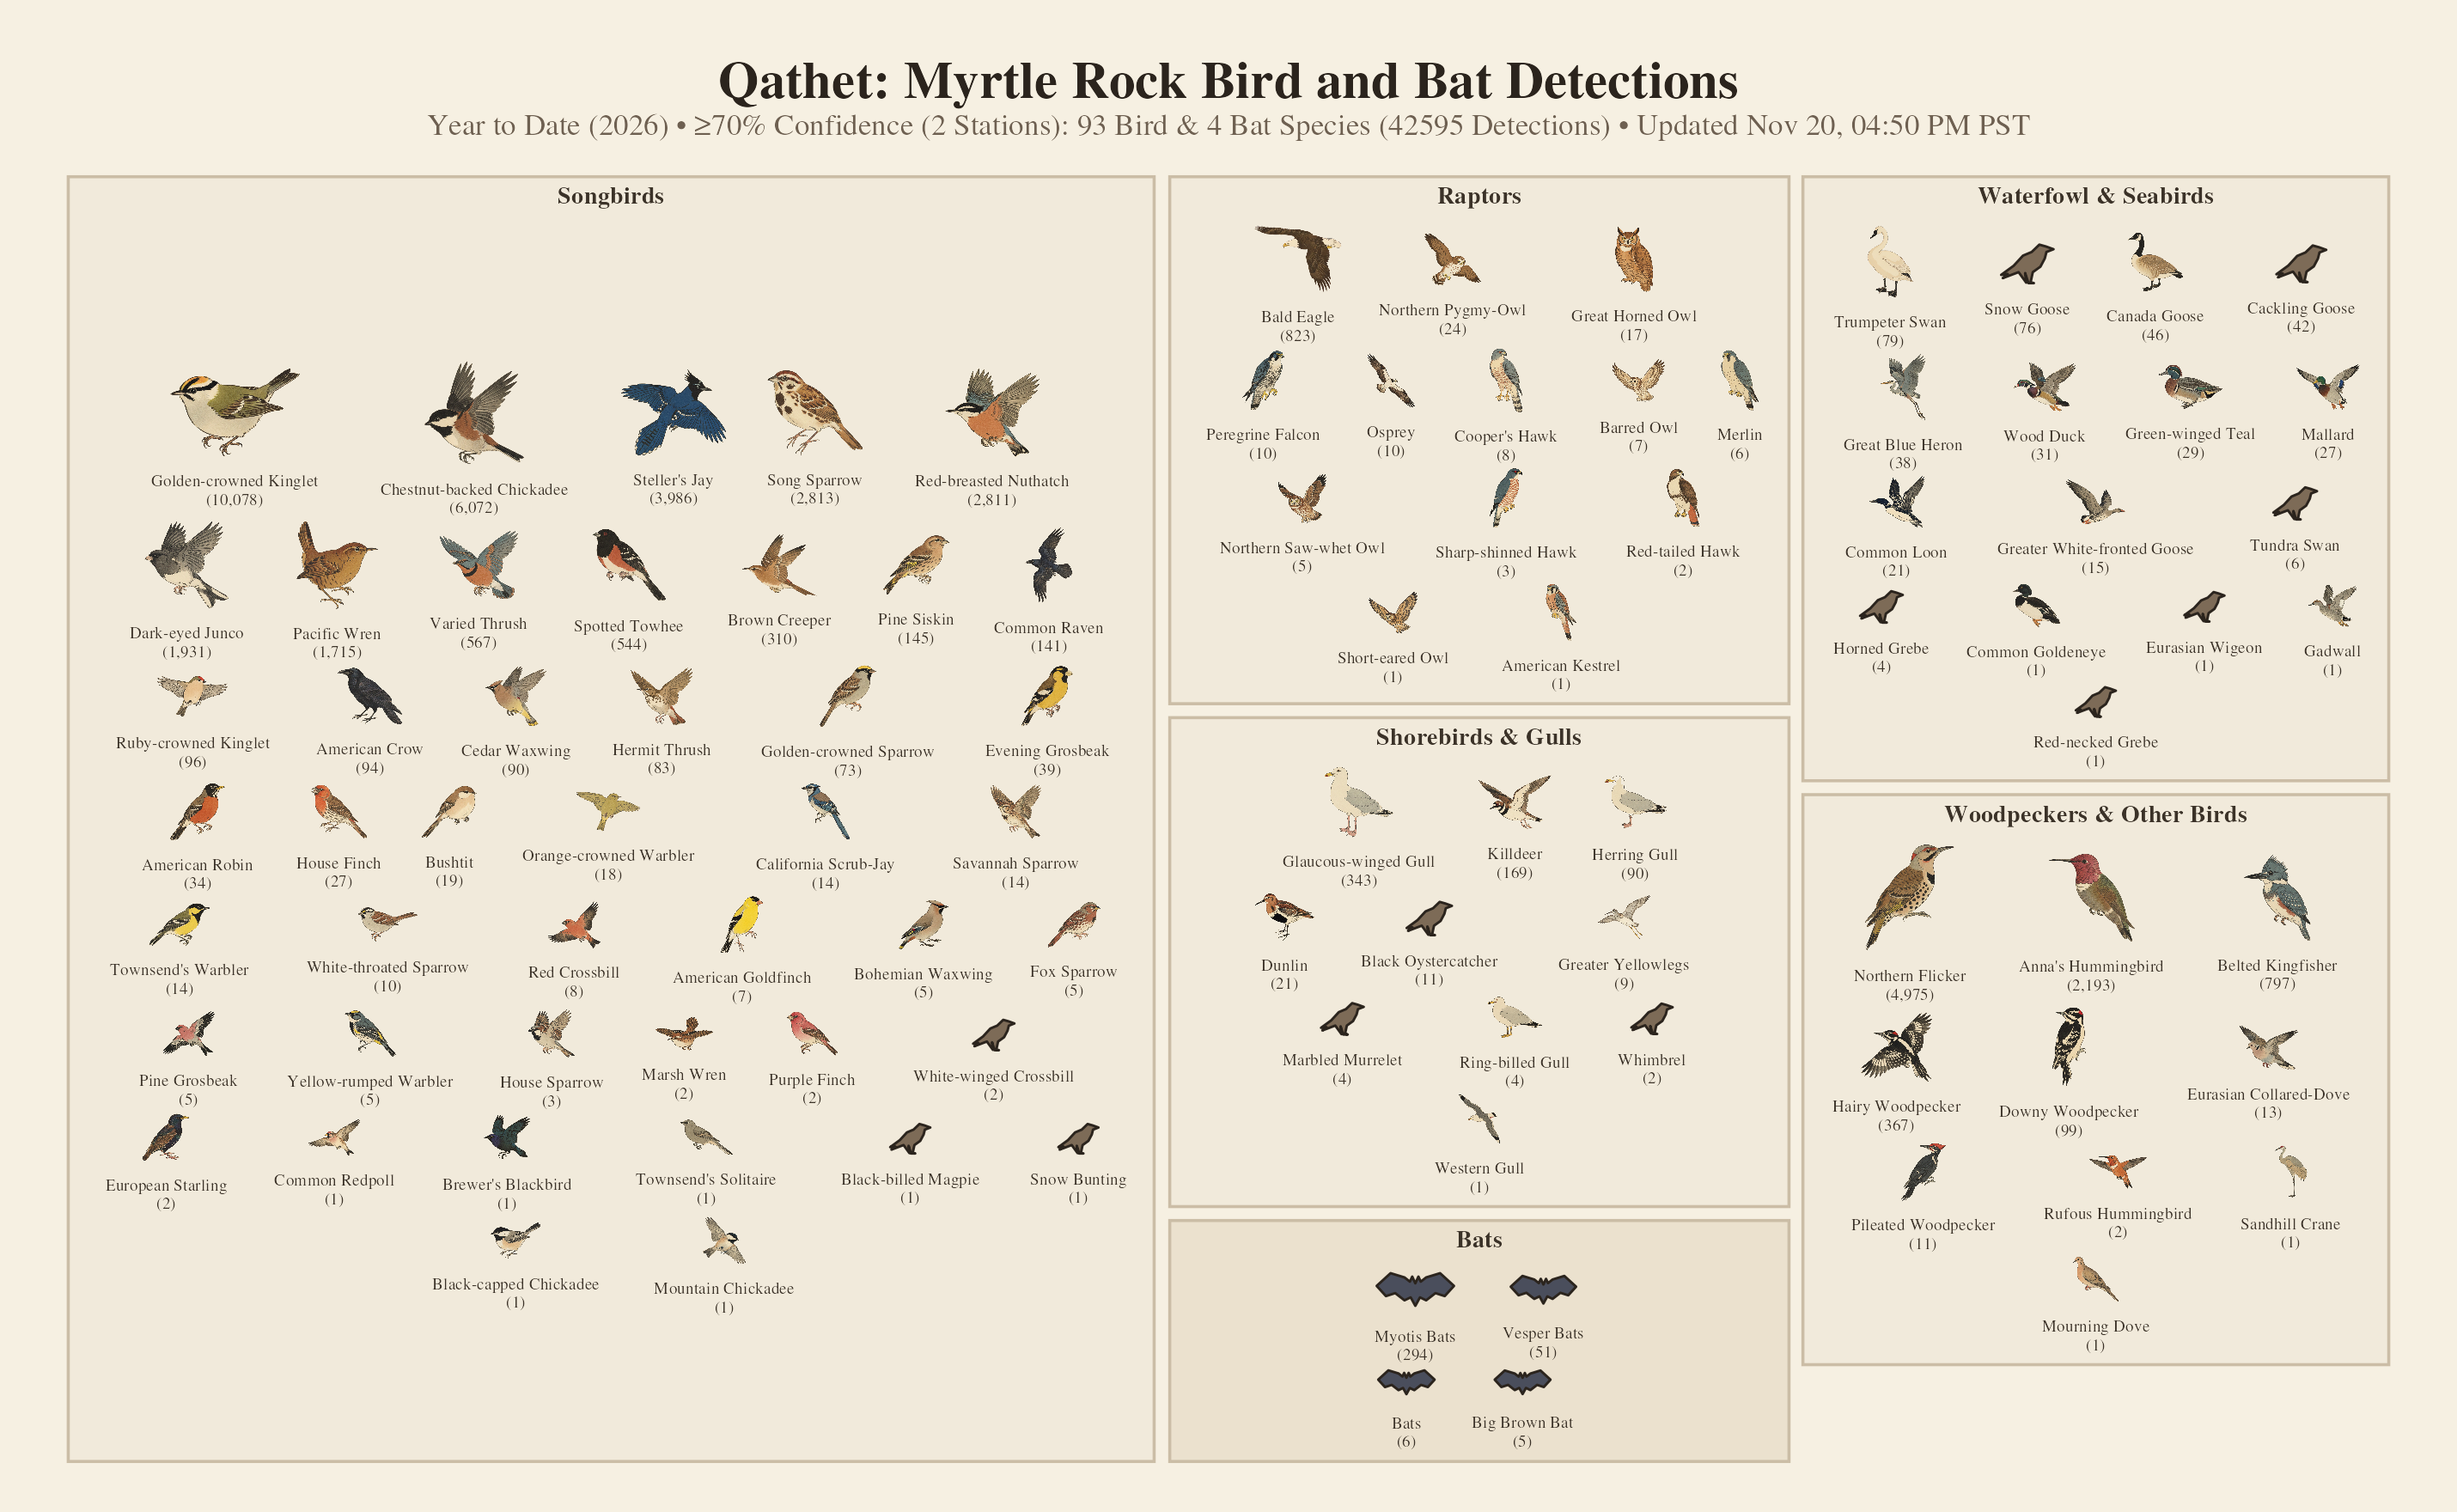 Qathet: Myrtle Rock Bird and Bat Detections
Year to Date (2026) • ≥70% Confidence (2 Stations): 93 Bird & 4 Bat Species (42595 Detections) • Updated Nov 20, 04:50 PM PST
Songbirds
Golden-crowned Kinglet
(10,078)
Chestnut-backed Chickadee
(6,072)
Steller's Jay
(3,986)
Song Sparrow
(2,813)
Red-breasted Nuthatch
(2,811)
Dark-eyed Junco
(1,931)
Pacific Wren
(1,715)
Varied Thrush
(567)
Spotted Towhee
(544)
Brown Creeper
(310)
Pine Siskin
(145)
Common Raven
(141)
Ruby-crowned Kinglet
(96)
American Crow
(94)
Cedar Waxwing
(90)
Hermit Thrush
(83)
Golden-crowned Sparrow
(73)
Evening Grosbeak
(39)
American Robin
(34)
House Finch
(27)
Bushtit
(19)
Orange-crowned Warbler
(18)
California Scrub-Jay
(14)
Savannah Sparrow
(14)
Townsend's Warbler
(14)
White-throated Sparrow
(10)
Red Crossbill
(8)
American Goldfinch
(7)
Bohemian Waxwing
(5)
Fox Sparrow
(5)
Pine Grosbeak
(5)
Yellow-rumped Warbler
(5)
House Sparrow
(3)
Marsh Wren
(2)
Purple Finch
(2)
White-winged Crossbill
(2)
European Starling
(2)
Common Redpoll
(1)
Brewer's Blackbird
(1)
Townsend's Solitaire
(1)
Black-billed Magpie
(1)
Snow Bunting
(1)
Black-capped Chickadee
(1)
Mountain Chickadee
(1)
Raptors
Bald Eagle
(823)
Northern Pygmy-Owl
(24)
Great Horned Owl
(17)
Peregrine Falcon
(10)
Osprey
(10)
Cooper's Hawk
(8)
Barred Owl
(7)
Merlin
(6)
Northern Saw-whet Owl
(5)
Sharp-shinned Hawk
(3)
Red-tailed Hawk
(2)
Short-eared Owl
(1)
American Kestrel
(1)
Shorebirds & Gulls
Glaucous-winged Gull
(343)
Killdeer
(169)
Herring Gull
(90)
Dunlin
(21)
Black Oystercatcher
(11)
Greater Yellowlegs
(9)
Marbled Murrelet
(4)
Ring-billed Gull
(4)
Whimbrel
(2)
Western Gull
(1)
Bats
Myotis Bats
(294)
Vesper Bats
(51)
Bats
(6)
Big Brown Bat
(5)
Waterfowl & Seabirds
Trumpeter Swan
(79)
Snow Goose
(76)
Canada Goose
(46)
Cackling Goose
(42)
Great Blue Heron
(38)
Wood Duck
(31)
Green-winged Teal
(29)
Mallard
(27)
Common Loon
(21)
Greater White-fronted Goose
(15)
Tundra Swan
(6)
Horned Grebe
(4)
Common Goldeneye
(1)
Eurasian Wigeon
(1)
Gadwall
(1)
Red-necked Grebe
(1)
Woodpeckers & Other Birds
Northern Flicker
(4,975)
Anna's Hummingbird
(2,193)
Belted Kingfisher
(797)
Hairy Woodpecker
(367)
Downy Woodpecker
(99)
Eurasian Collared-Dove
(13)
Pileated Woodpecker
(11)
Rufous Hummingbird
(2)
Sandhill Crane
(1)
Mourning Dove
(1)